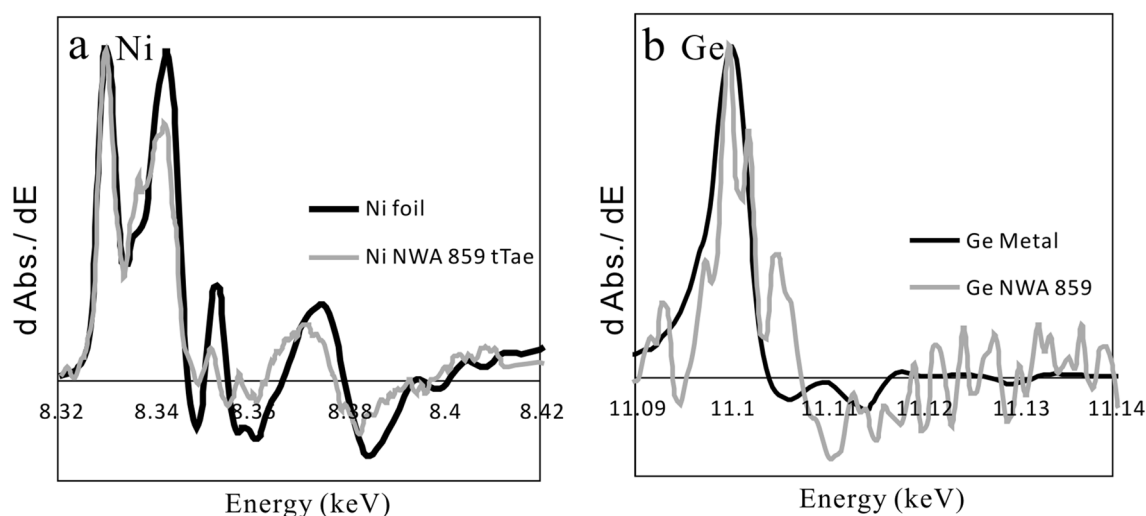 a Ni
d Abs./ dE
Ni foil
Ni NWA 859 tTae
8.32 8.34 8.36 8.38 8.4 8.42
Energy (keV)
b Ge
d Abs./ dE
Ge Metal
Ge NWA 859
11.09 11.1 11.11 11.12 11.13 11.14
Energy (keV)